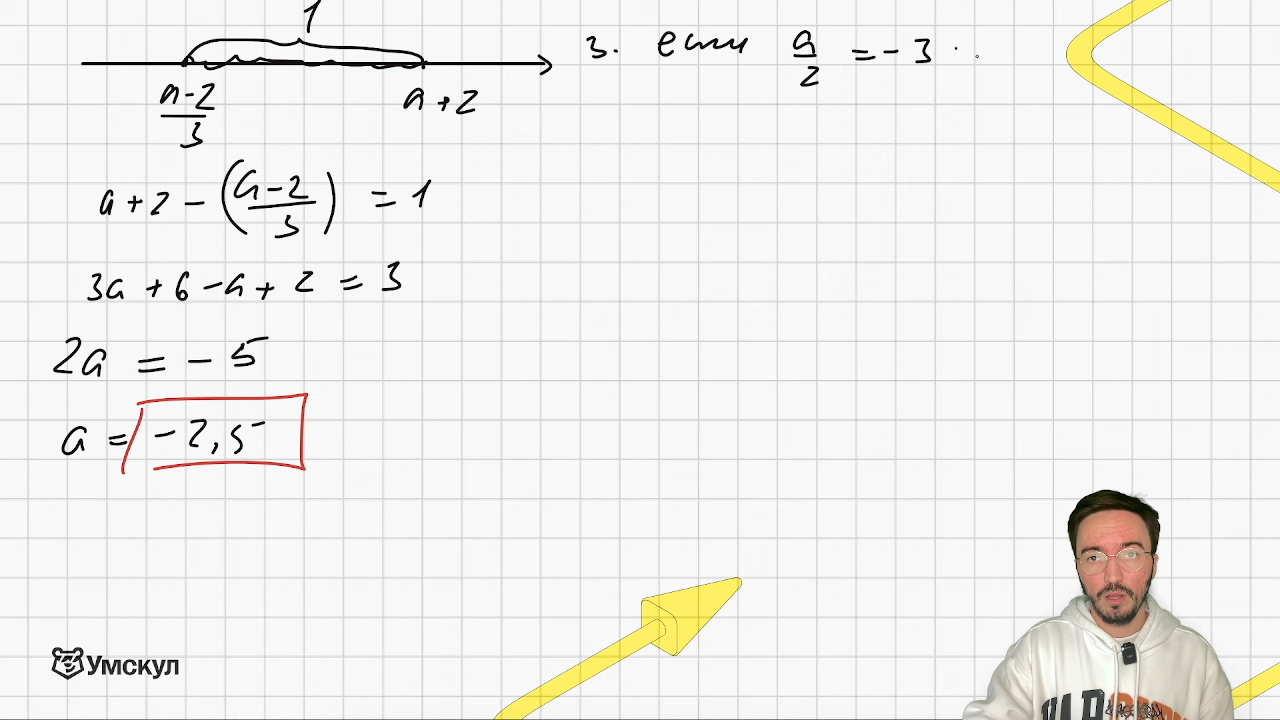 1
3. если a/2 = -3
(a-2)/3
a+2
a+2-((a-2)/3) = 1
3a+6-a+2=3
2a = -5
a = -2,5
Умскул